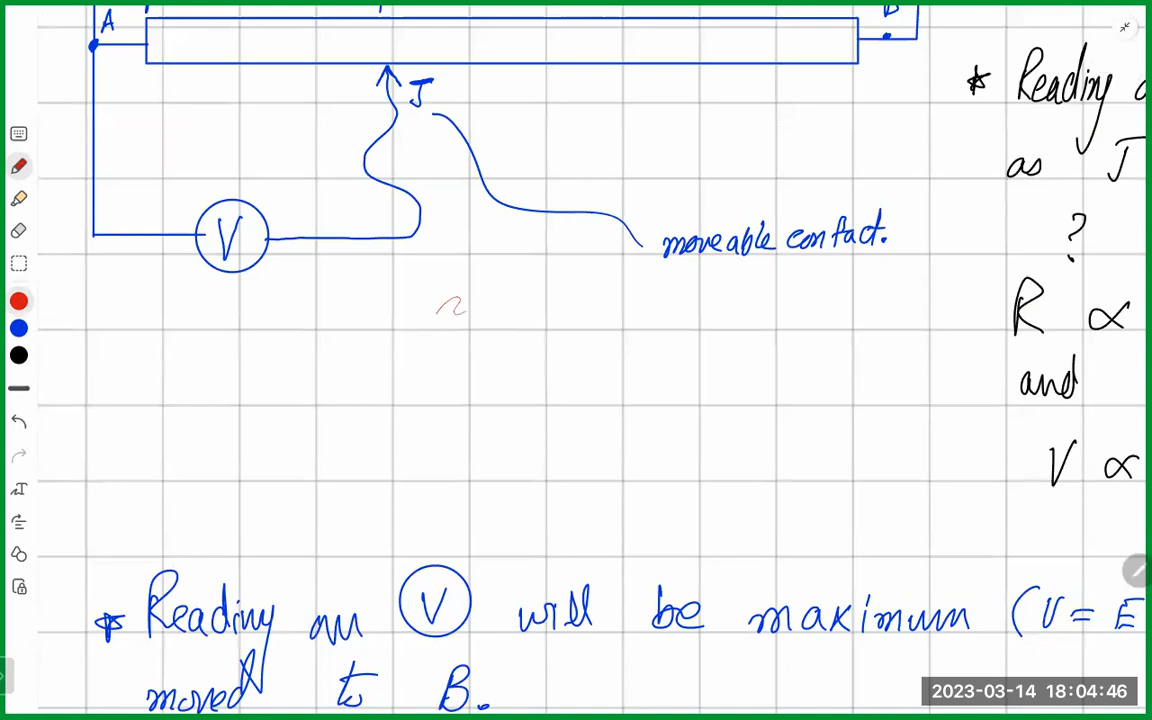 A
B
J
V
moveable contact.
* Reading
as J
?
R ∝
and
V ∝
* Reading on V will be maximum (V= E
moved to B.
2023-03-14 18:04:46